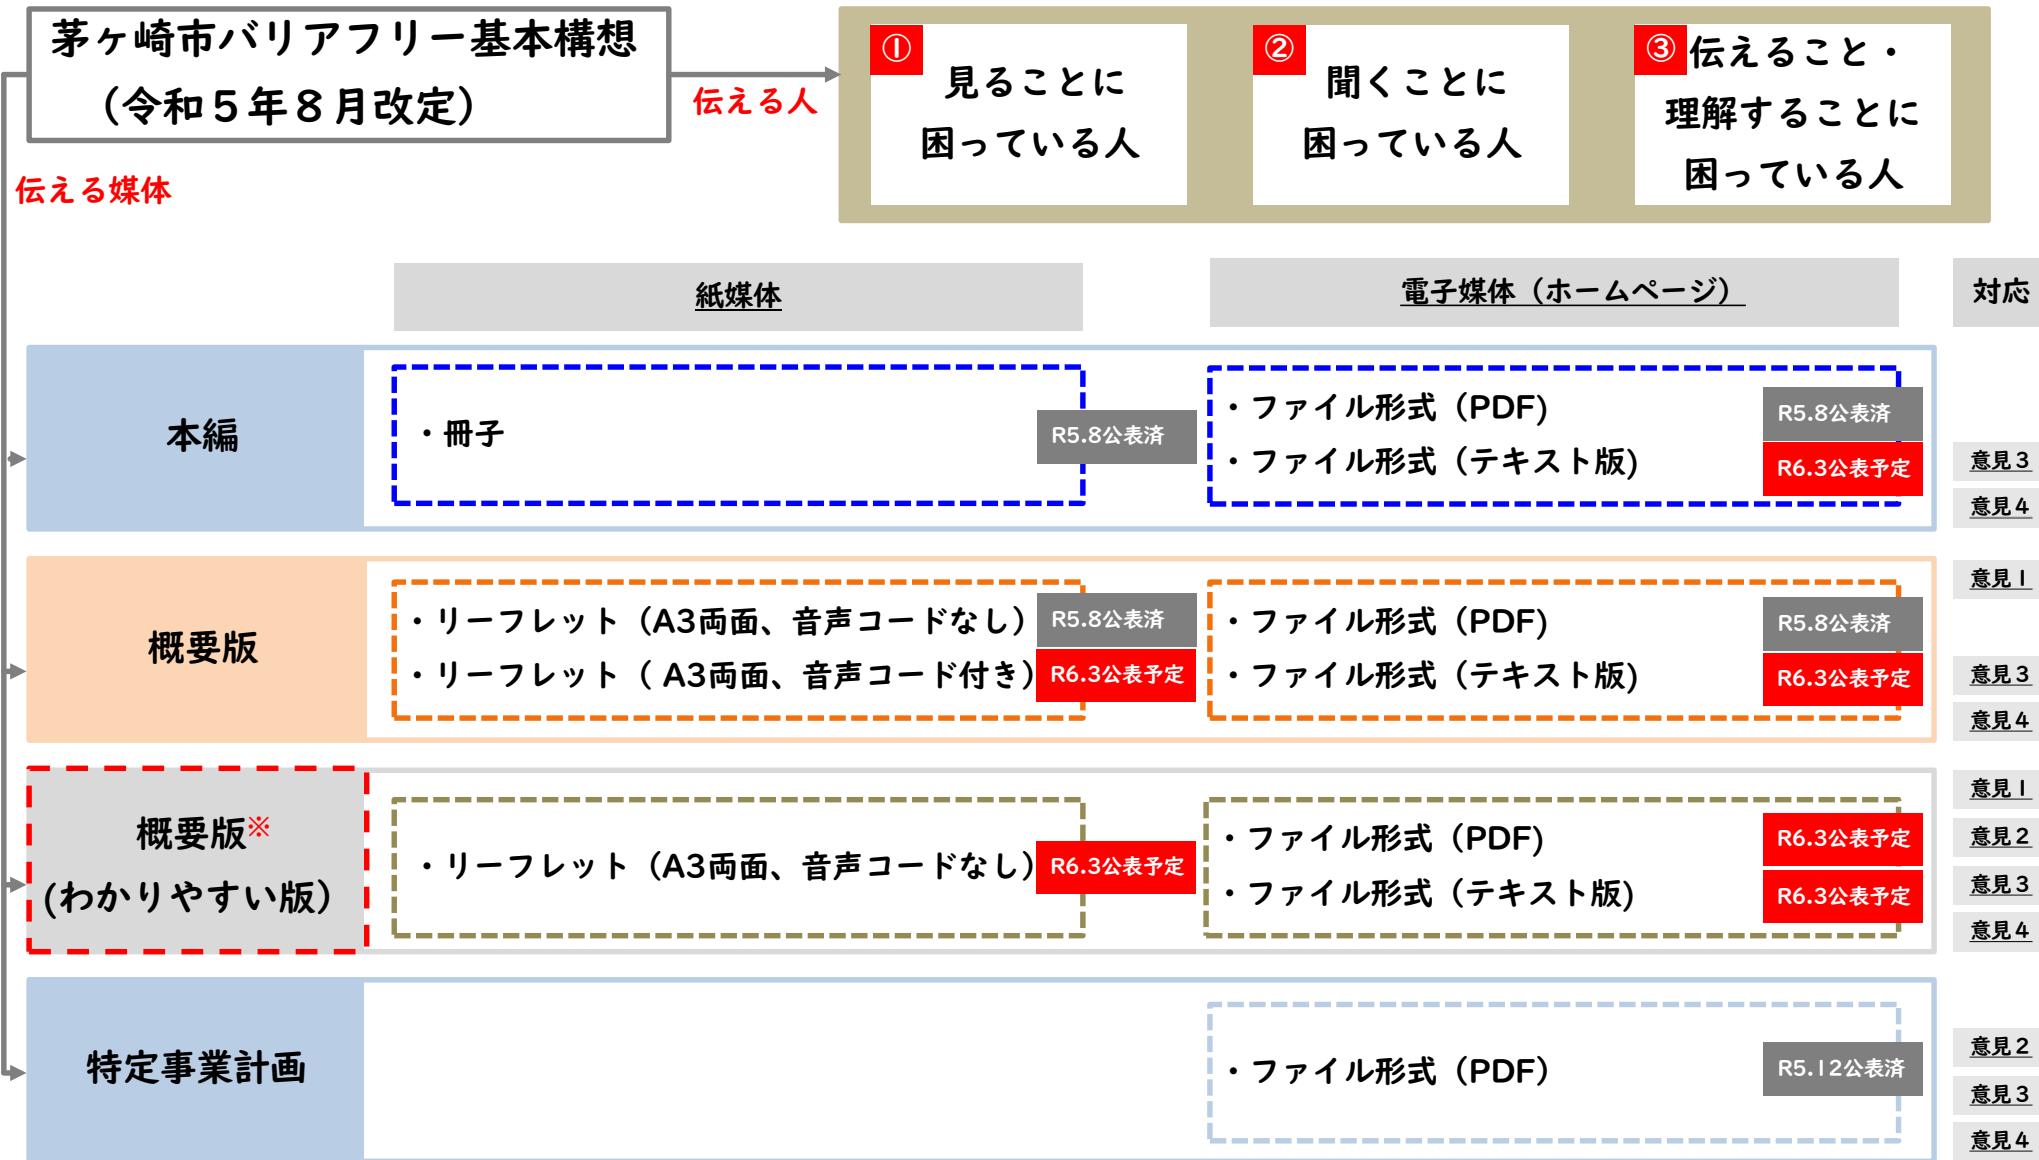 茅ヶ崎市バリアフリー基本構想
（令和５年８月改定）
伝える人
伝える媒体
①
見ることに
困っている人
②
聞くことに
困っている人
③
伝えること・
理解することに
困っている人
紙媒体
電子媒体（ホームページ）
対応
本編
・冊子
R5.8公表済
・ファイル形式（PDF)
R5.8公表済
・ファイル形式（テキスト版)
R6.3公表予定
意見３
意見４
概要版
・リーフレット（A3両面、音声コードなし）
R5.8公表済
・リーフレット（ A3両面、音声コード付き）
R6.3公表予定
・ファイル形式（PDF)
R5.8公表済
・ファイル形式（テキスト版)
R6.3公表予定
意見１
意見３
意見４
概要版※
(わかりやすい版）
・リーフレット（A3両面、音声コードなし）
R6.3公表予定
・ファイル形式（PDF)
R6.3公表予定
・ファイル形式（テキスト版)
R6.3公表予定
意見１
意見２
意見３
意見４
特定事業計画
・ファイル形式（PDF）
R5.12公表済
意見２
意見３
意見４